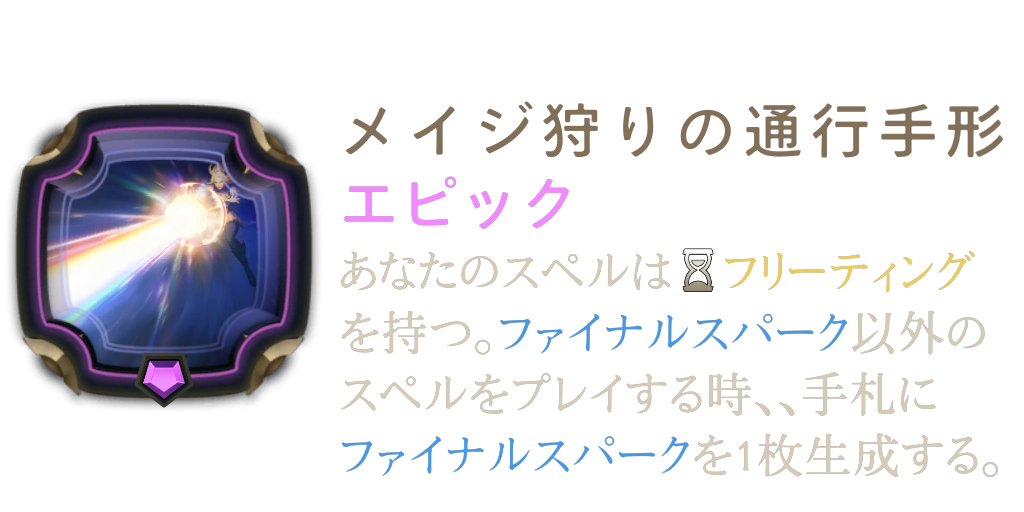 メイジ狩りの通行手形
エピック
あなたのスペルはフリーティング
を持つ。ファイナルスパーク以外の
スペルをプレイする時、、手札に
ファイナルスパークを1枚生成する。